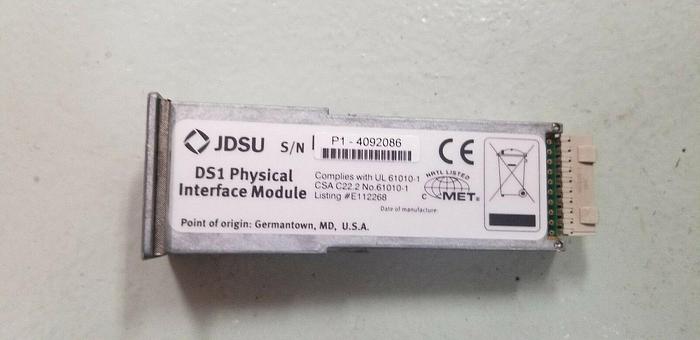 JDSU
S/N
P1 - 4092086
DS1 Physical
Interface Module
Complies with UL 61010-1
CSA C22.2 No.61010-1
Listing #E112268
CE
NRTL LISTED
C MET®
Date of manufacture:
Point of origin: Germantown, MD, U.S.A.